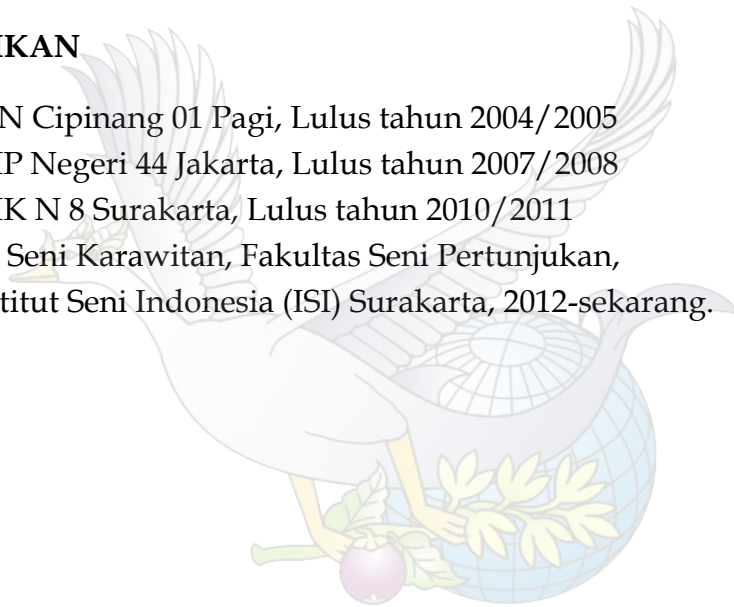 IKAN
N Cipinang 01 Pagi, Lulus tahun 2004/2005
IP Negeri 44 Jakarta, Lulus tahun 2007/2008
IK N 8 Surakarta, Lulus tahun 2010/2011
Seni Karawitan, Fakultas Seni Pertunjukan,
titut Seni Indonesia (ISI) Surakarta, 2012-sekarang.